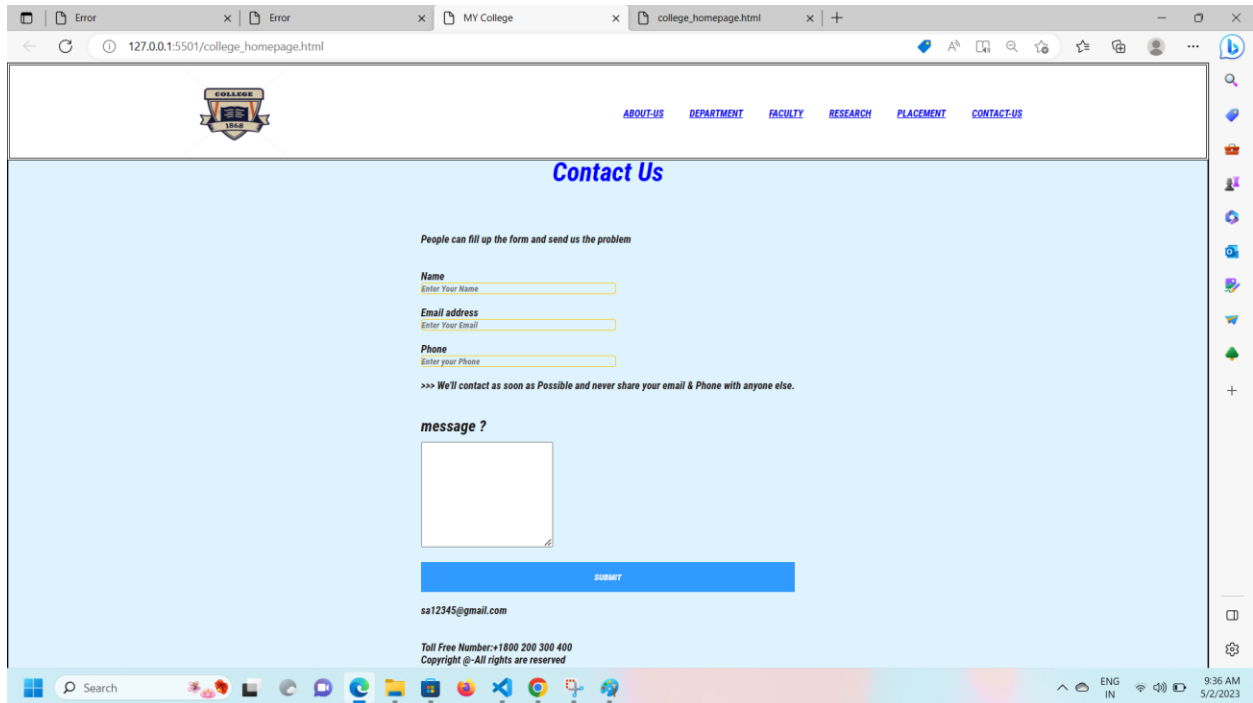 Error
Error
MY College
college_homepage.html
127.0.0.1:5501/college_homepage.html
COLLEGE
1868
ABOUT-US DEPARTMENT FACULTY RESEARCH PLACEMENT CONTACT-US
Contact Us
People can fill up the form and send us the problem
Name
Enter Your Name
Email address
Enter Your Email
Phone
Enter your Phone
>>> We'll contact as soon as Possible and never share your email & Phone with anyone else.
message ?
SUBMIT
sa12345@gmail.com
Toll Free Number:+1800 200 300 400
Copyright @-All rights are reserved
Search
ENG
IN
9:36 AM
5/2/2023